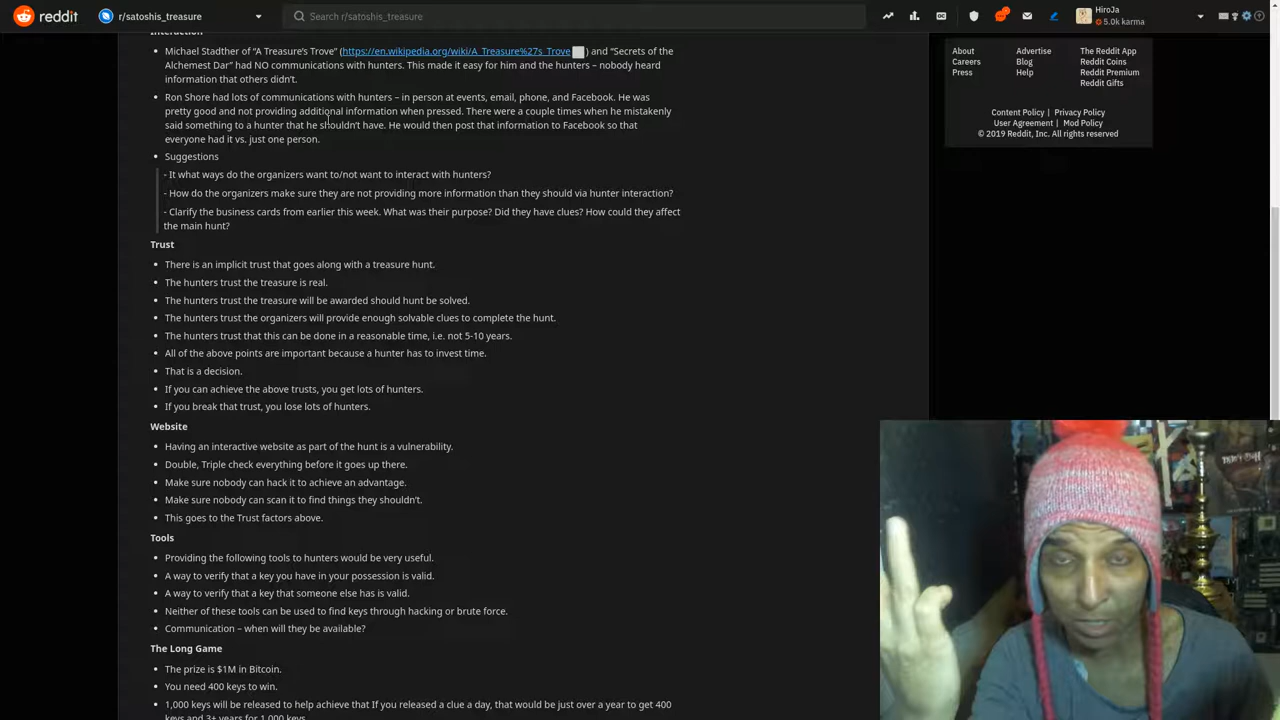 reddit r/satoshis_treasure Search r/satoshis_treasure HiroJa
5.0k karma
Interaction
Michael Stadther of “A Treasure’s Trove” (https://en.wikipedia.org/wiki/A_Treasure%27s_Trove) and “Secrets of the
Alchemest Dar” had NO communications with hunters. This made it easy for him and the hunters – nobody heard
information that others didn’t.
Ron Shore had lots of communications with hunters – in person at events, email, phone, and Facebook. He was
pretty good and not providing additional information when pressed. There were a couple times when he mistakenly
said something to a hunter that he shouldn’t have. He would then post that information to Facebook so that
everyone had it vs. just one person.
Suggestions
- It what ways do the organizers want to/not want to interact with hunters?
- How do the organizers make sure they are not providing more information than they should via hunter interaction?
- Clarify the business cards from earlier this week. What was their purpose? Did they have clues? How could they affect
the main hunt?
Trust
There is an implicit trust that goes along with a treasure hunt.
The hunters trust the treasure is real.
The hunters trust the treasure will be awarded should hunt be solved.
The hunters trust the organizers will provide enough solvable clues to complete the hunt.
The hunters trust that this can be done in a reasonable time, i.e. not 5-10 years.
All of the above points are important because a hunter has to invest time.
That is a decision.
If you can achieve the above trusts, you get lots of hunters.
If you break that trust, you lose lots of hunters.
Website
Having an interactive website as part of the hunt is a vulnerability.
Double, Triple check everything before it goes up there.
Make sure nobody can hack it to achieve an advantage.
Make sure nobody can scan it to find things they shouldn’t.
This goes to the Trust factors above.
Tools
Providing the following tools to hunters would be very useful.
A way to verify that a key you have in your possession is valid.
A way to verify that a key that someone else has is valid.
Neither of these tools can be used to find keys through hacking or brute force.
Communication – when will they be available?
The Long Game
The prize is $1M in Bitcoin.
You need 400 keys to win.
1,000 keys will be released to help achieve that If you released a clue a day, that would be just over a year to get 400
keys and 3+ years for 1,000 keys.
About Advertise The Reddit App
Careers Blog Reddit Coins
Press Help Reddit Premium
Reddit Gifts
Content Policy | Privacy Policy
User Agreement | Mod Policy
© 2019 Reddit, Inc. All rights reserved